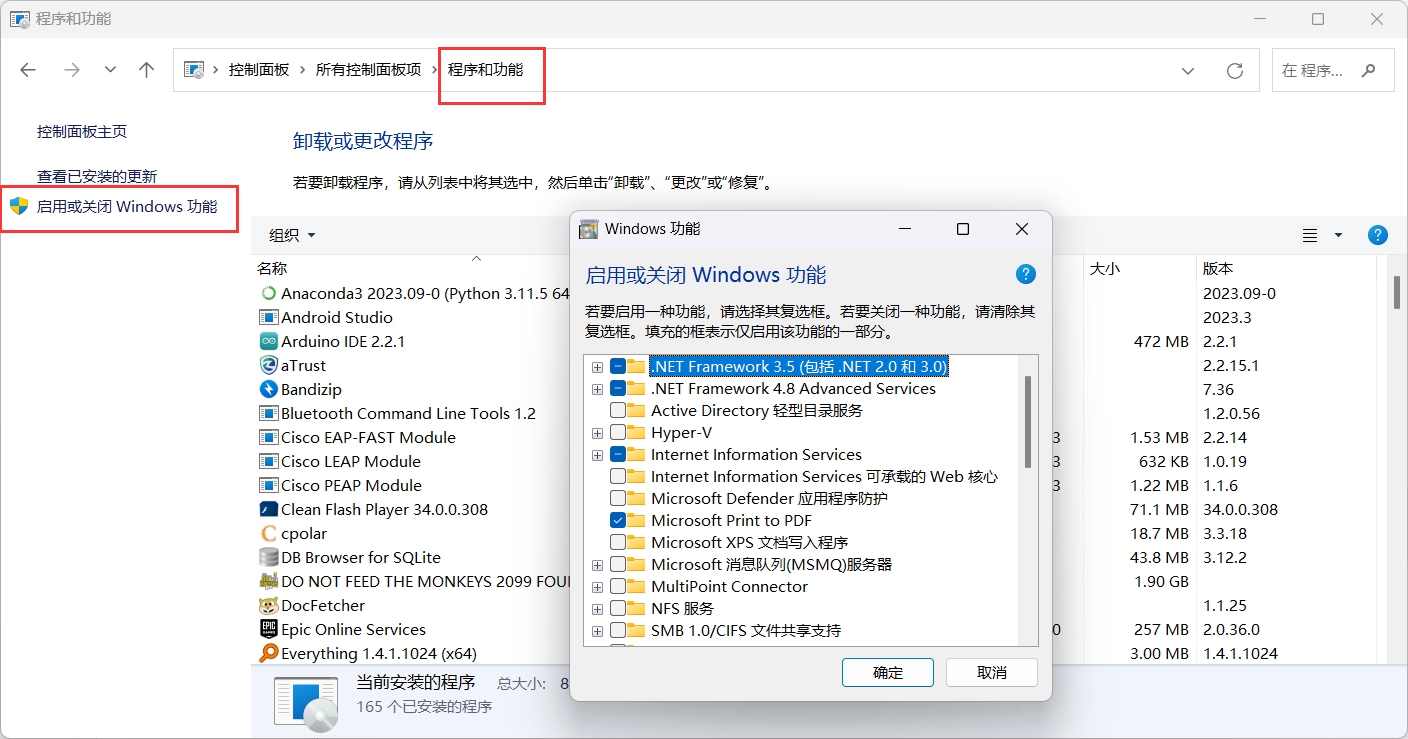 程序和功能
控制面板 › 所有控制面板项 › 程序和功能
在 程序...
控制面板主页
查看已安装的更新
启用或关闭 Windows 功能
卸载或更改程序
若要卸载程序，请从列表中将其选中，然后单击“卸载”、“更改”或“修复”。
组织
名称
大小
版本
Anaconda3 2023.09-0 (Python 3.11.5 64
2023.09-0
Android Studio
2023.3
Arduino IDE 2.2.1
472 MB
2.2.1
aTrust
2.2.15.1
Bandizip
7.36
Bluetooth Command Line Tools 1.2
1.2.0.56
Cisco EAP-FAST Module
3
1.53 MB
2.2.14
Cisco LEAP Module
3
632 KB
1.0.19
Cisco PEAP Module
3
1.22 MB
1.1.6
Clean Flash Player 34.0.0.308
71.1 MB
34.0.0.308
cpolar
18.7 MB
3.3.18
DB Browser for SQLite
43.8 MB
3.12.2
DO NOT FEED THE MONKEYS 2099 FOU
1.90 GB
DocFetcher
1.1.25
EPIC GAMES
Epic Online Services
0
257 MB
2.0.36.0
Everything 1.4.1.1024 (x64)
3.00 MB
1.4.1.1024
当前安装的程序 总大小: 8
165 个已安装的程序
Windows 功能
启用或关闭 Windows 功能
?
若要启用一种功能，请选择其复选框。若要关闭一种功能，请清除其
复选框。填充的框表示仅启用该功能的一部分。
.NET Framework 3.5 (包括 .NET 2.0 和 3.0)
.NET Framework 4.8 Advanced Services
Active Directory 轻型目录服务
Hyper-V
Internet Information Services
Internet Information Services 可承载的 Web 核心
Microsoft Defender 应用程序防护
Microsoft Print to PDF
Microsoft XPS 文档写入程序
Microsoft 消息队列(MSMQ)服务器
MultiPoint Connector
NFS 服务
SMB 1.0/CIFS 文件共享支持
确定
取消